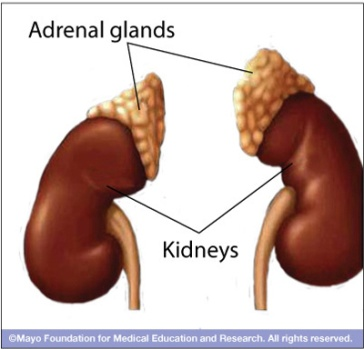 Adrenal glands
Kidneys
©Mayo Foundation for Medical Education and Research. All rights reserved.